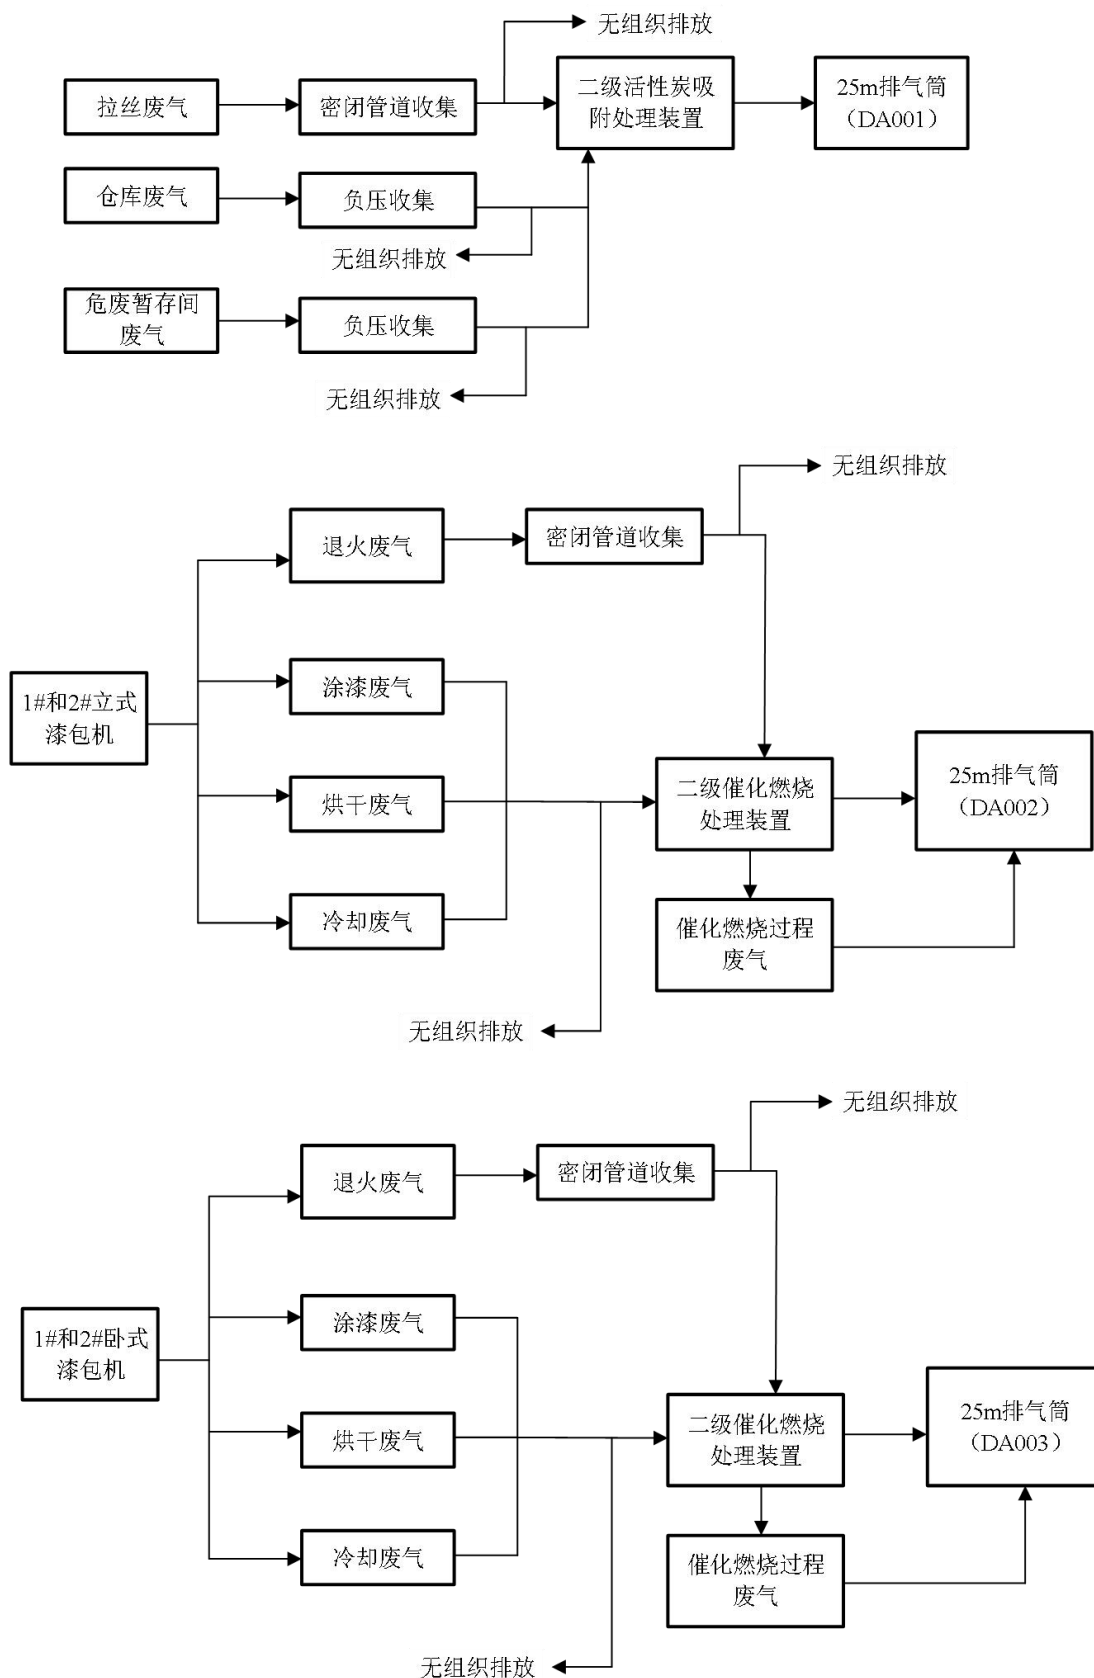 无组织排放
拉丝废气
密闭管道收集
二级活性炭吸
附处理装置
25m排气筒
（DA001）
仓库废气
负压收集
无组织排放
危废暂存间
废气
负压收集
无组织排放
无组织排放
退火废气
密闭管道收集
1#和2#立式
漆包机
涂漆废气
烘干废气
冷却废气
二级催化燃烧
处理装置
25m排气筒
（DA002）
催化燃烧过程
废气
无组织排放
无组织排放
退火废气
密闭管道收集
1#和2#卧式
漆包机
涂漆废气
烘干废气
冷却废气
二级催化燃烧
处理装置
25m排气筒
（DA003）
催化燃烧过程
废气
无组织排放